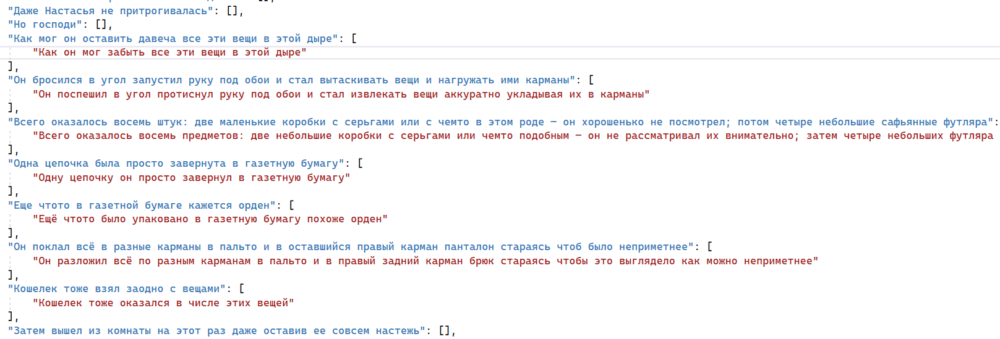 "Даже Настасья не притрогивалась": [],
"Но господи": [],
"Как мог он оставить давеча все эти вещи в этой дыре": [
"Как он мог забыть все эти вещи в этой дыре"
],
"Он бросился в угол запустил руку под обои и стал вытаскивать вещи и нагружать ими карманы": [
"Он поспешил в угол протиснул руку под обои и стал извлекать вещи аккуратно укладывая их в карманы"
],
"Всего оказалось восемь штук: две маленькие коробки с серьгами или с чемто в этом роде — он хорошенько не посмотрел; потом четыре небольшие сафьянные футляра":
"Всего оказалось восемь предметов: две небольшие коробки с серьгами или чемто подобным — он не рассматривал их внимательно; затем четыре небольших футляра
],
"Одна цепочка была просто завернута в газетную бумагу": [
"Одну цепочку он просто завернул в газетную бумагу"
],
"Еще чтото в газетной бумаге кажется орден": [
"Ещё чтото было упаковано в газетную бумагу похоже орден"
],
"Он поклал всё в разные карманы в пальто и в оставшийся правый карман панталон стараясь чтоб было неприметнее": [
"Он разложил всё по разным карманам в пальто и в правый задний карман брюк стараясь чтобы это выглядело как можно неприметнее"
],
"Кошелек тоже взял заодно с вещами": [
"Кошелек тоже оказался в числе этих вещей"
],
"Затем вышел из комнаты на этот раз даже оставив ее совсем настежь": [],